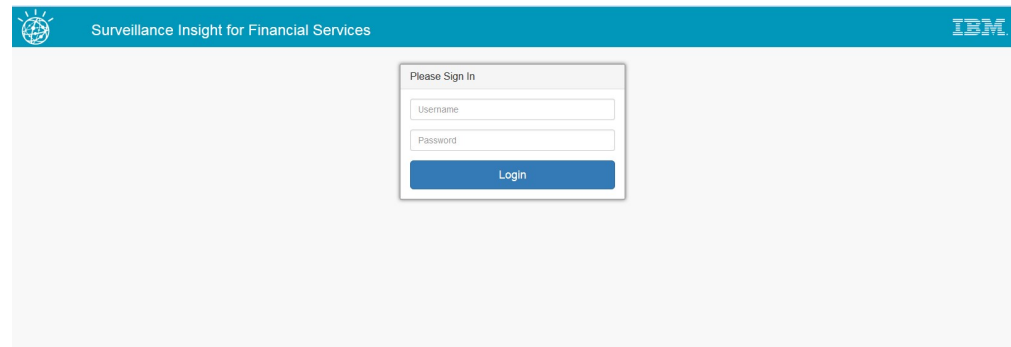 Surveillance Insight for Financial Services
IBM.
Please Sign In
Username
Password
Login